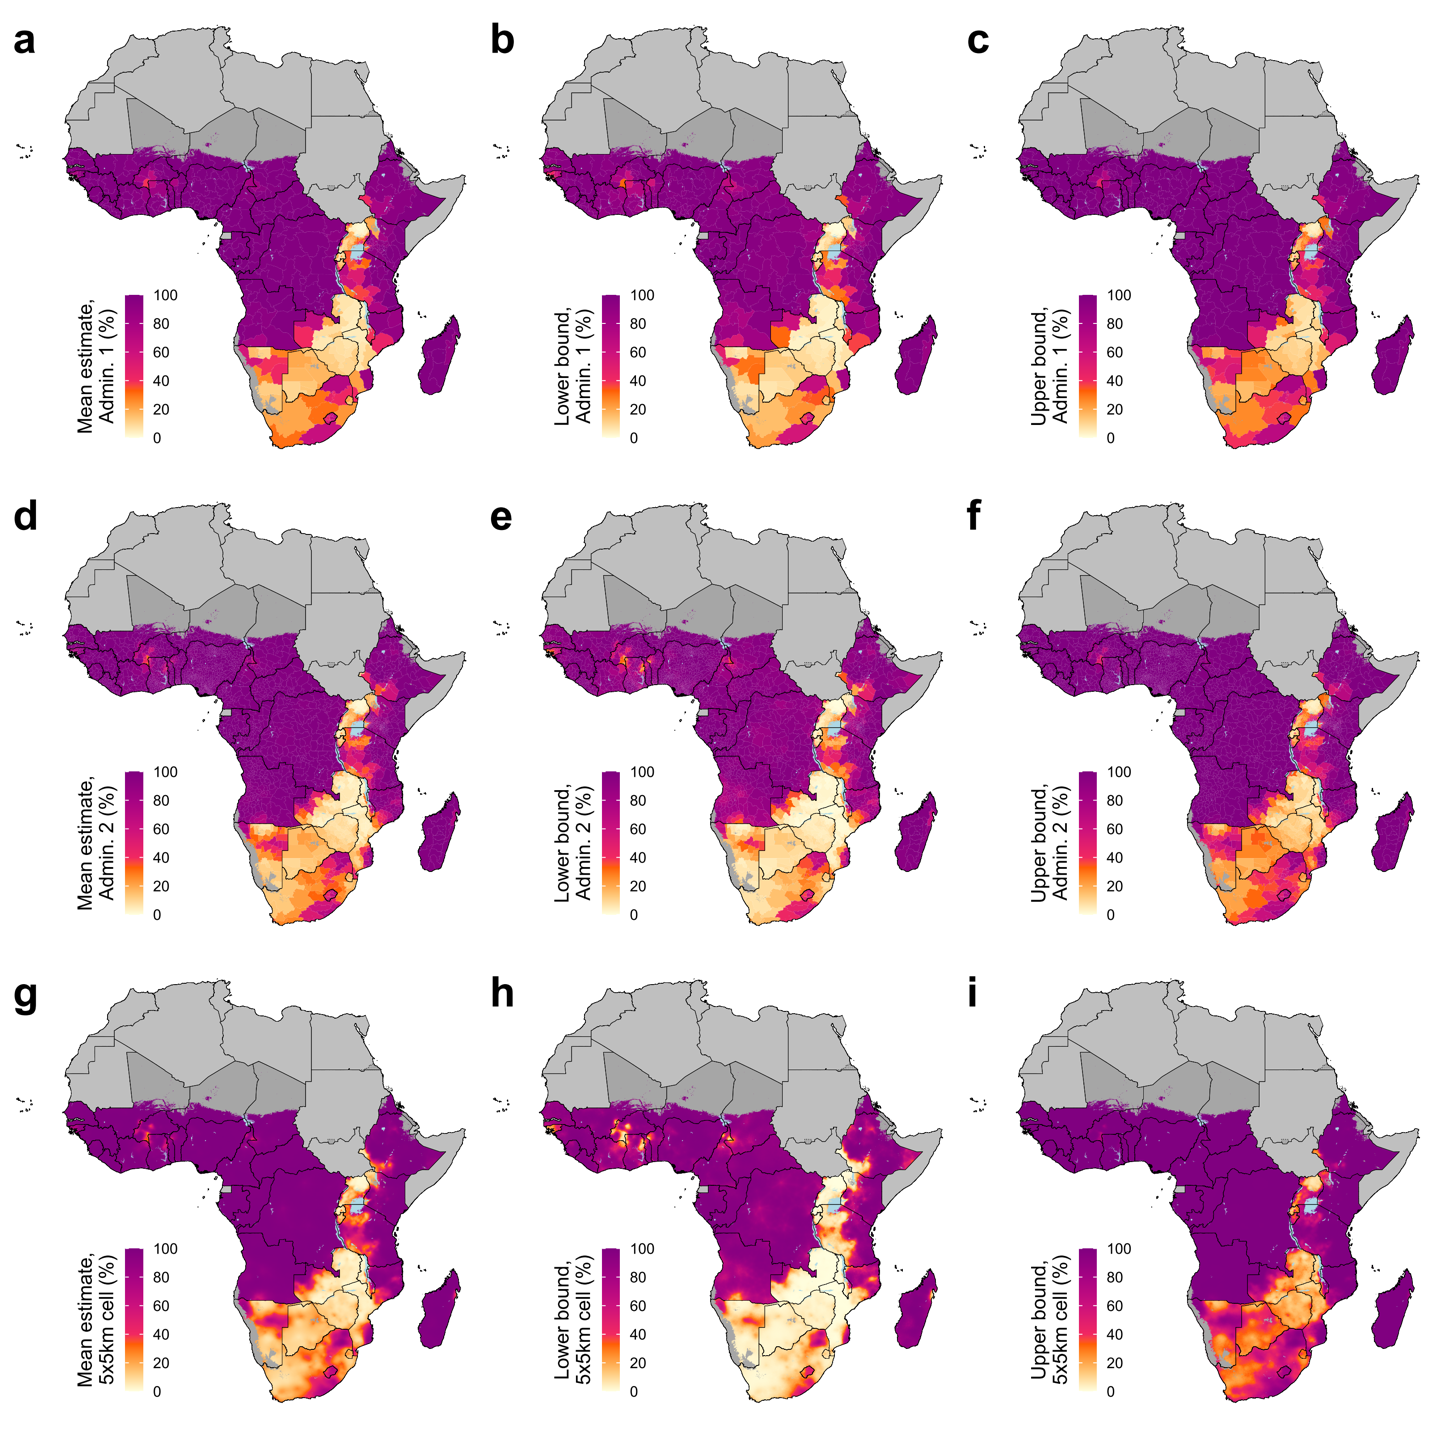 a
b
c
Mean estimate,
Admin. 1 (%)
100
80
60
40
20
0
Lower bound,
Admin. 1 (%)
100
80
60
40
20
0
Upper bound,
Admin. 1 (%)
100
80
60
40
20
0
d
e
f
Mean estimate,
Admin. 2 (%)
100
80
60
40
20
0
Lower bound,
Admin. 2 (%)
100
80
60
40
20
0
Upper bound,
Admin. 2 (%)
100
80
60
40
20
0
g
h
i
Mean estimate,
5x5km cell (%)
100
80
60
40
20
0
Lower bound,
5x5km cell (%)
100
80
60
40
20
0
Upper bound,
5x5km cell (%)
100
80
60
40
20
0